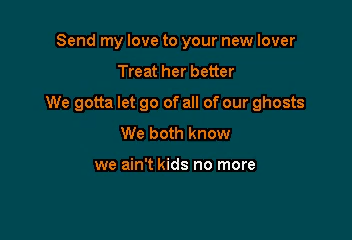 Send my love to your new lover
Treat her better
We gotta let go of all of our ghosts
We both know
we ain't kids no more